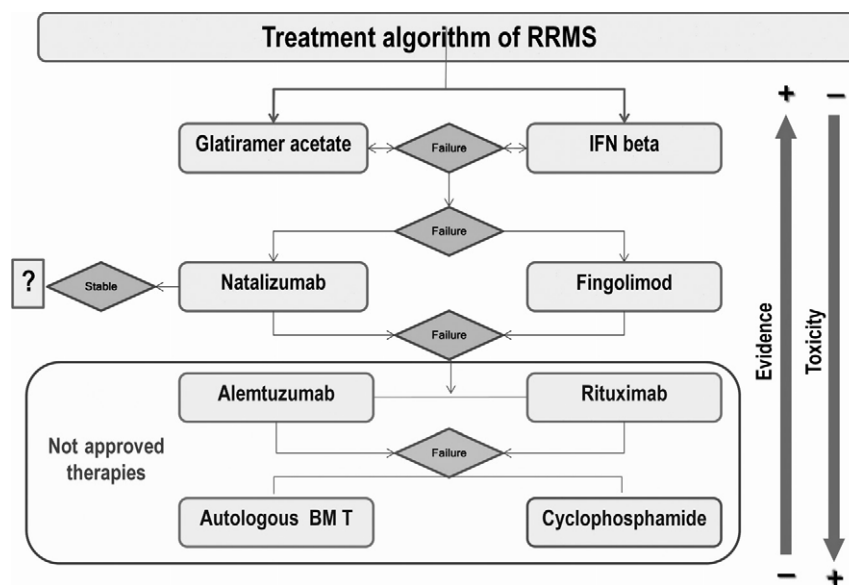 Treatment algorithm of RRMS
+ −
Glatiramer acetate
Failure
IFN beta
Failure
?
Stable
Natalizumab
Fingolimod
Failure
Evidence
Toxicity
Alemtuzumab
Rituximab
Not approved
therapies
Failure
Autologous BM T
Cyclophosphamide
− +